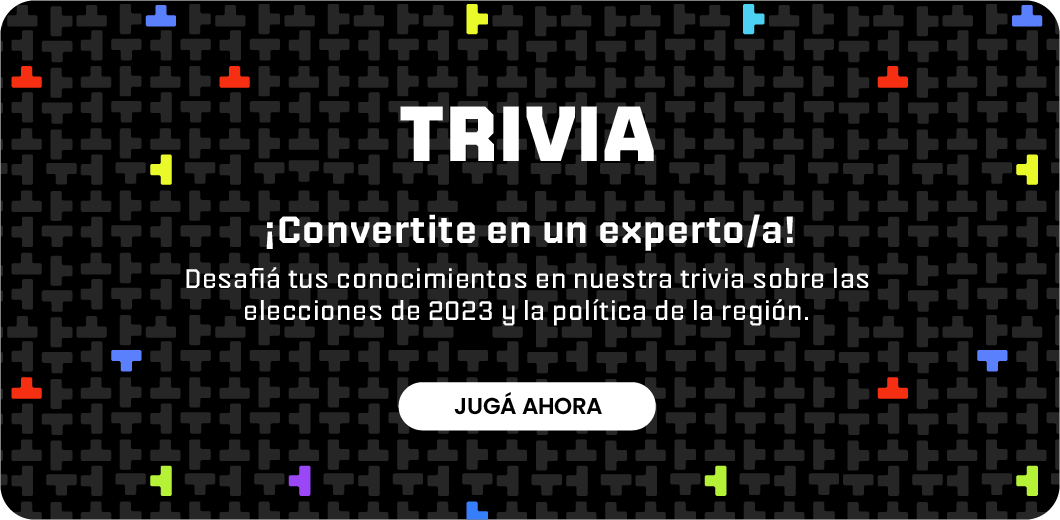 TRIVIA
¡Convertite en un experto/a!
Desafiá tus conocimientos en nuestra trivia sobre las
elecciones de 2023 y la política de la región.
JUGÁ AHORA